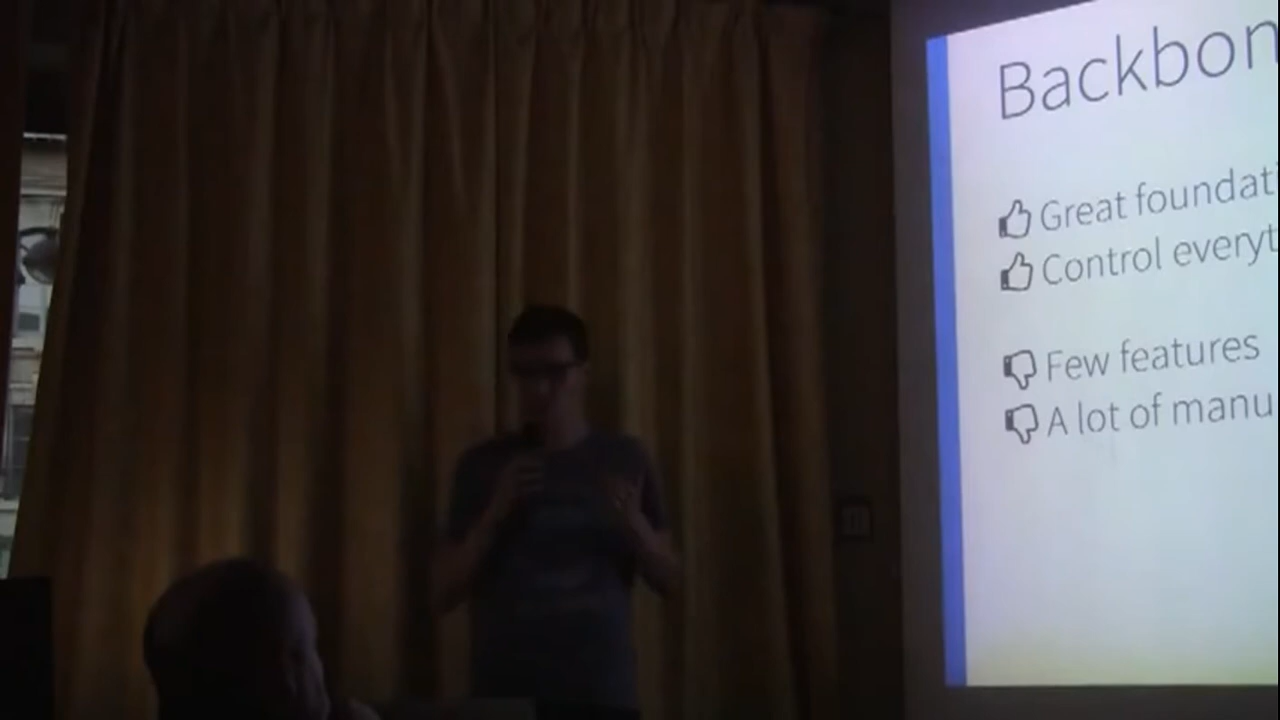 Backbon
Great foundati
Control everyt
Few features
A lot of manu